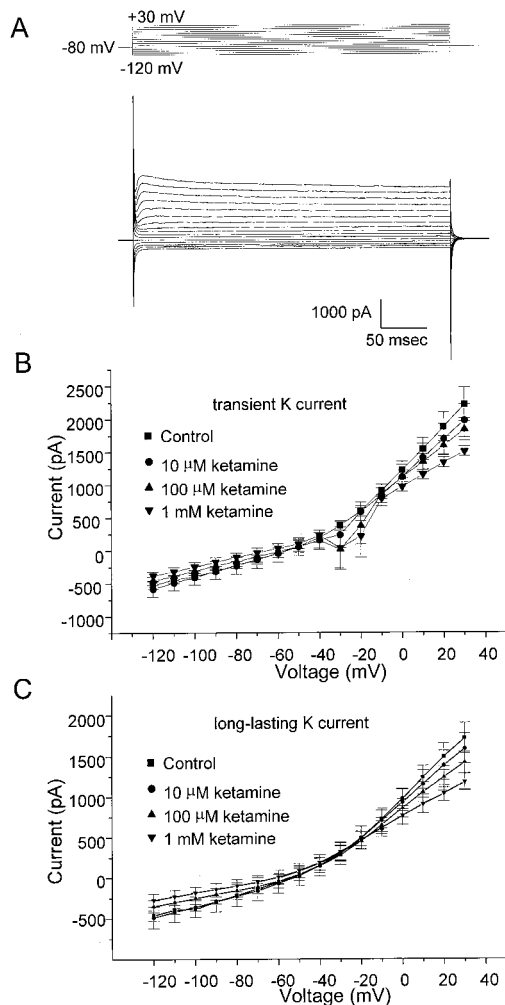 A
+30 mV
-80 mV
-120 mV
1000 pA
50 msec
B
transient K current
Control
10 μM ketamine
100 μM ketamine
1 mM ketamine
Current (pA)
2500
2000
1500
1000
500
0
-500
-1000
-120 -100 -80 -60 -40 -20 0 20 40
Voltage (mV)
C
long-lasting K current
Control
10 μM ketamine
100 μM ketamine
1 mM ketamine
Current (pA)
2000
1500
1000
500
0
-500
-120 -100 -80 -60 -40 -20 0 20 40
Voltage (mV)